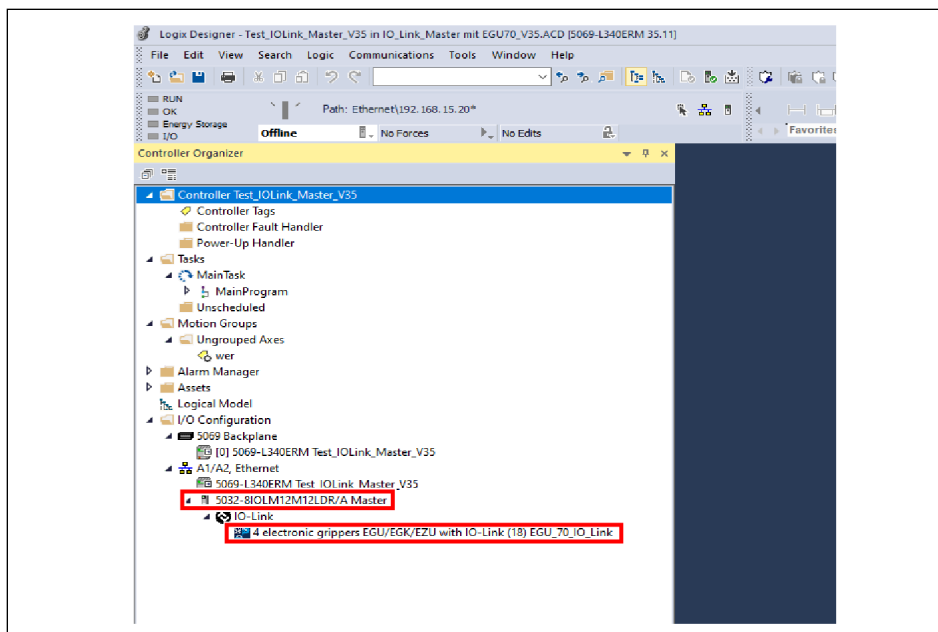 Logix Designer - Test_IOLink_Master_V35 in IO_Link_Master mit EGU70_V35.ACD [5069-L340ERM 35.11]
File Edit View Search Logic Communications Tools Window Help
RUN
OK
Energy Storage
I/O
Path: Ethernet\192.168.15.20*
Offline No Forces No Edits
Favoriten
Controller Organizer
Controller Test_IOLink_Master_V35
Controller Tags
Controller Fault Handler
Power-Up Handler
Tasks
MainTask
MainProgram
Unscheduled
Motion Groups
Ungrouped Axes
wer
Alarm Manager
Assets
Logical Model
I/O Configuration
5069 Backplane
[0] 5069-L340ERM Test_IOLink_Master_V35
A1/A2, Ethernet
5069-L340ERM Test_IOLink_Master_V35
5032-8IOLM12M12LDR/A Master
IO-Link
4 electronic grippers EGU/EGK/EZU with IO-Link (18) EGU_70_IO_Link